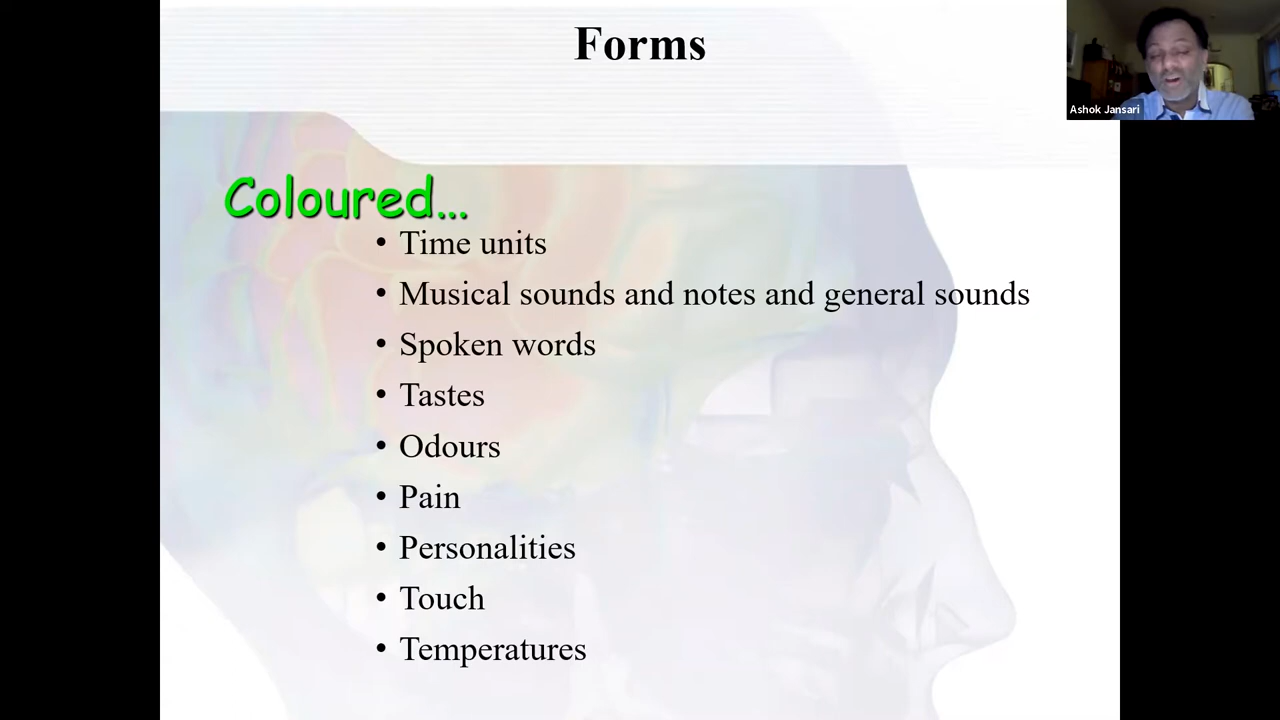 Forms
Ashok Jansari
Coloured...
• Time units
• Musical sounds and notes and general sounds
• Spoken words
• Tastes
• Odours
• Pain
• Personalities
• Touch
• Temperatures